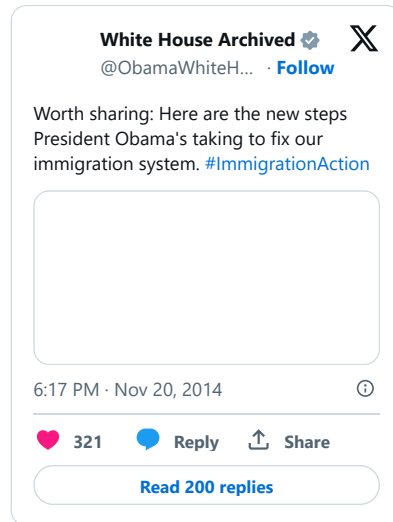 White House Archived
@ObamaWhiteH... · Follow
Worth sharing: Here are the new steps
President Obama's taking to fix our
immigration system. #ImmigrationAction
6:17 PM · Nov 20, 2014
321 Reply Share
Read 200 replies